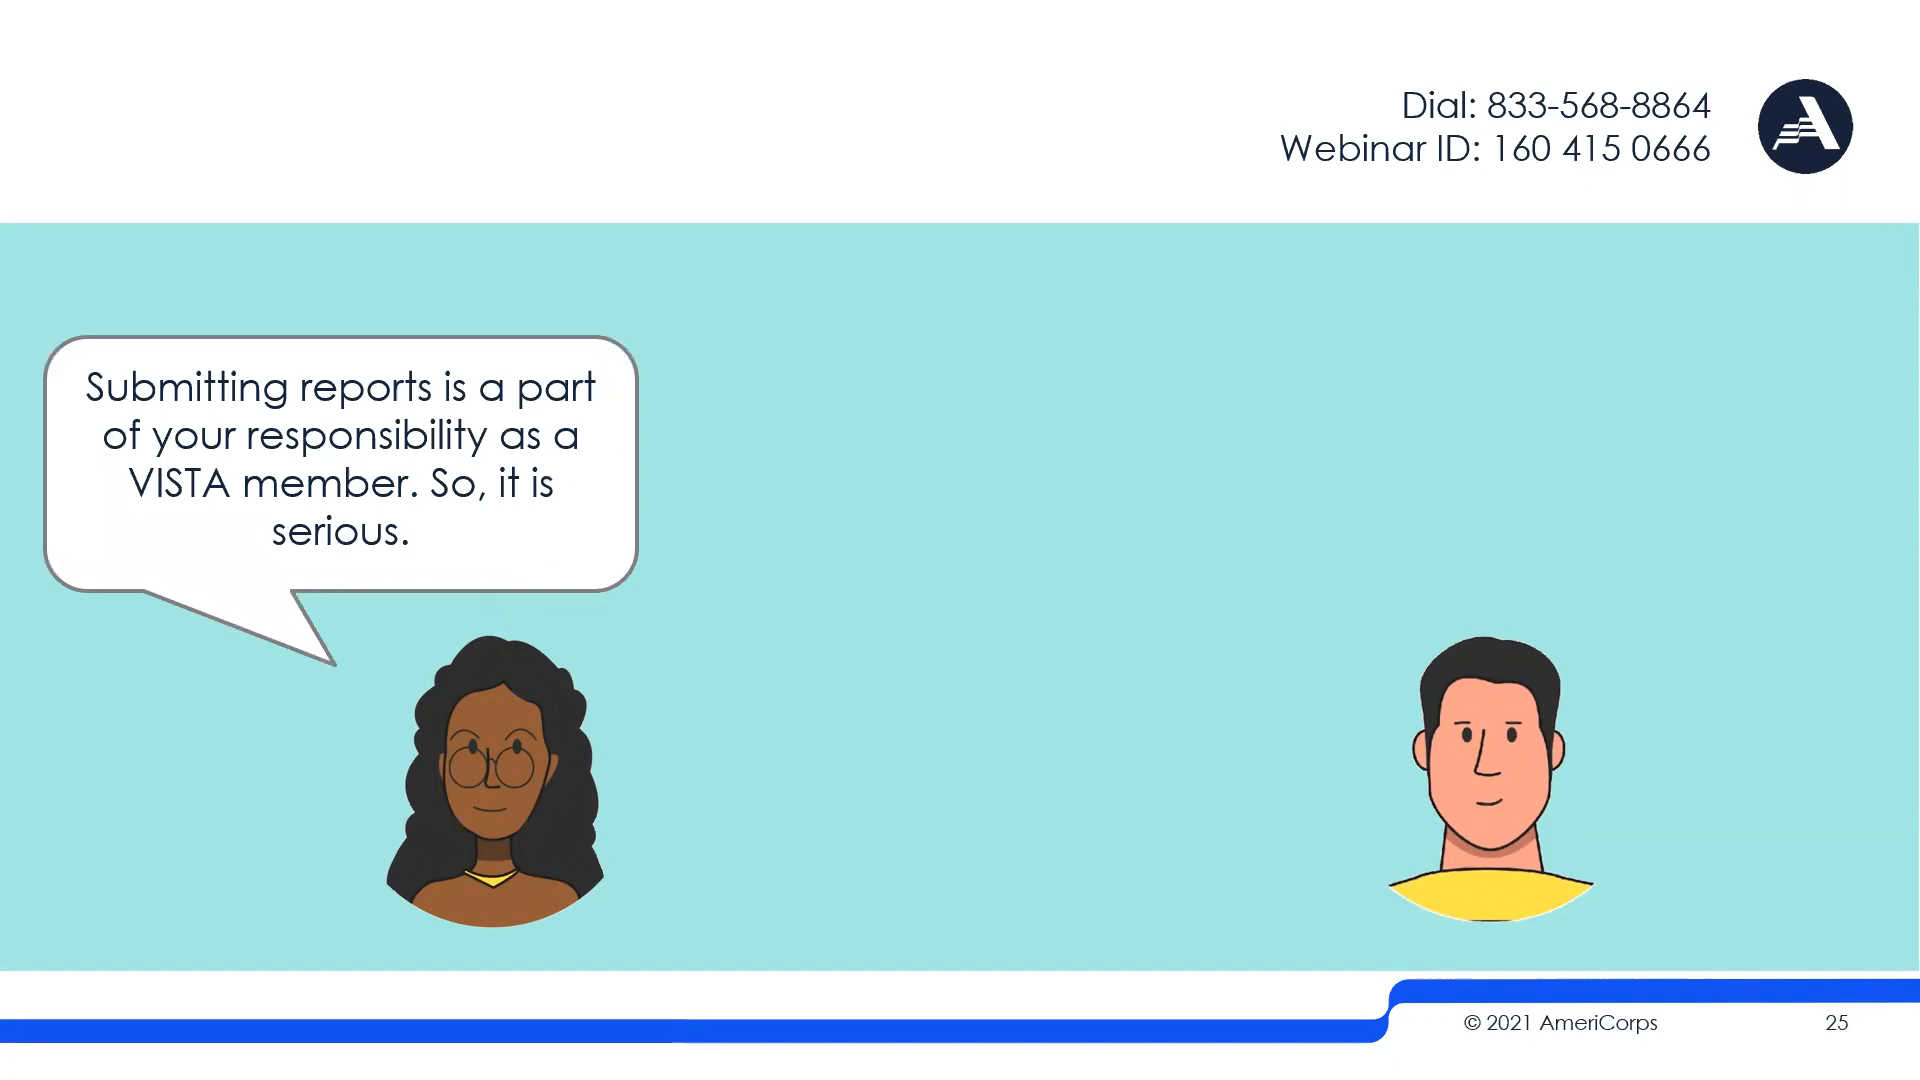 Dial: 833-568-8864
Webinar ID: 160 415 0666
Submitting reports is a part
of your responsibility as a
VISTA member. So, it is
serious.
© 2021 AmeriCorps
25